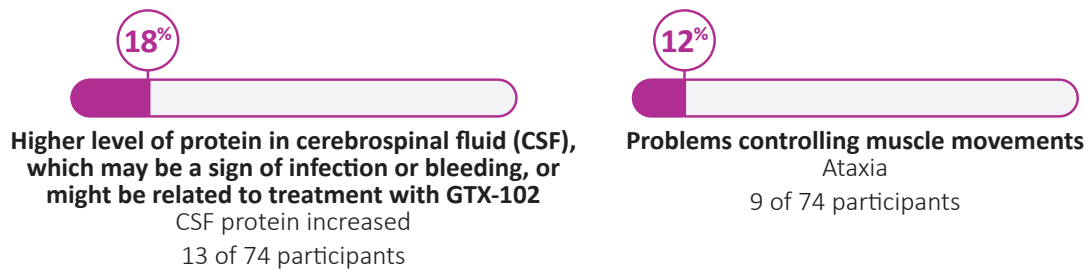 18%
Higher level of protein in cerebrospinal fluid (CSF),
which may be a sign of infection or bleeding, or
might be related to treatment with GTX-102
CSF protein increased
13 of 74 participants
12%
Problems controlling muscle movements
Ataxia
9 of 74 participants